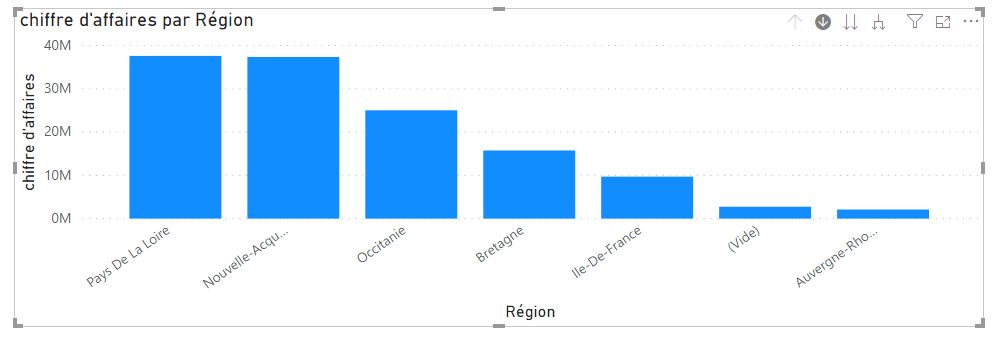 chiffre d'affaires par Région
40M
30M
20M
10M
0M
chiffre d'affaires
Pays De La Loire
Nouvelle-Acqu...
Occitanie
Bretagne
Ile-De-France
(Vide)
Auvergne-Rho...
Région